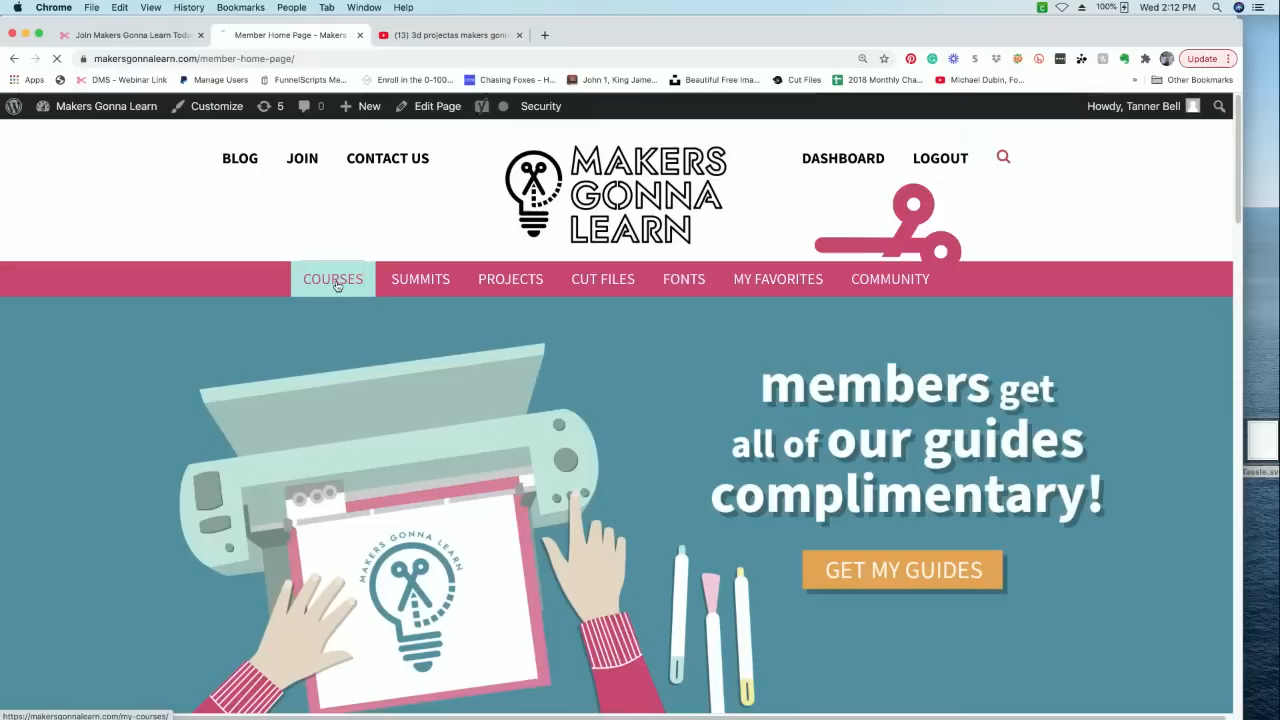 Chrome File Edit View History Bookmarks People Tab Window Help 100% Wed 2:12 PM
Join Makers Gonna Learn Toda Member Home Page - Makers (13) 3d projectas makers gonn
makersgonnalearn.com/member-home-page/ Update
Apps DMS - Webinar Link Manage Users FunnelScripts Me... Enroll in the 0-100... Chasing Foxes - H... John 1, King Jame... Beautiful Free Ima... Cut Files 2018 Monthly Cha... Michael Dubin, Fo... » Other Bookmarks
Makers Gonna Learn Customize 5 0 New Edit Page Security Howdy, Tanner Bell
BLOG JOIN CONTACT US DASHBOARD LOGOUT
MAKERS
GONNA
LEARN
COURSES SUMMITS PROJECTS CUT FILES FONTS MY FAVORITES COMMUNITY
members get
all of our guides
complimentary!
GET MY GUIDES
MAKERS GONNA LEARN
Tassle.sv
https://makersgonnalearn.com/my-courses/